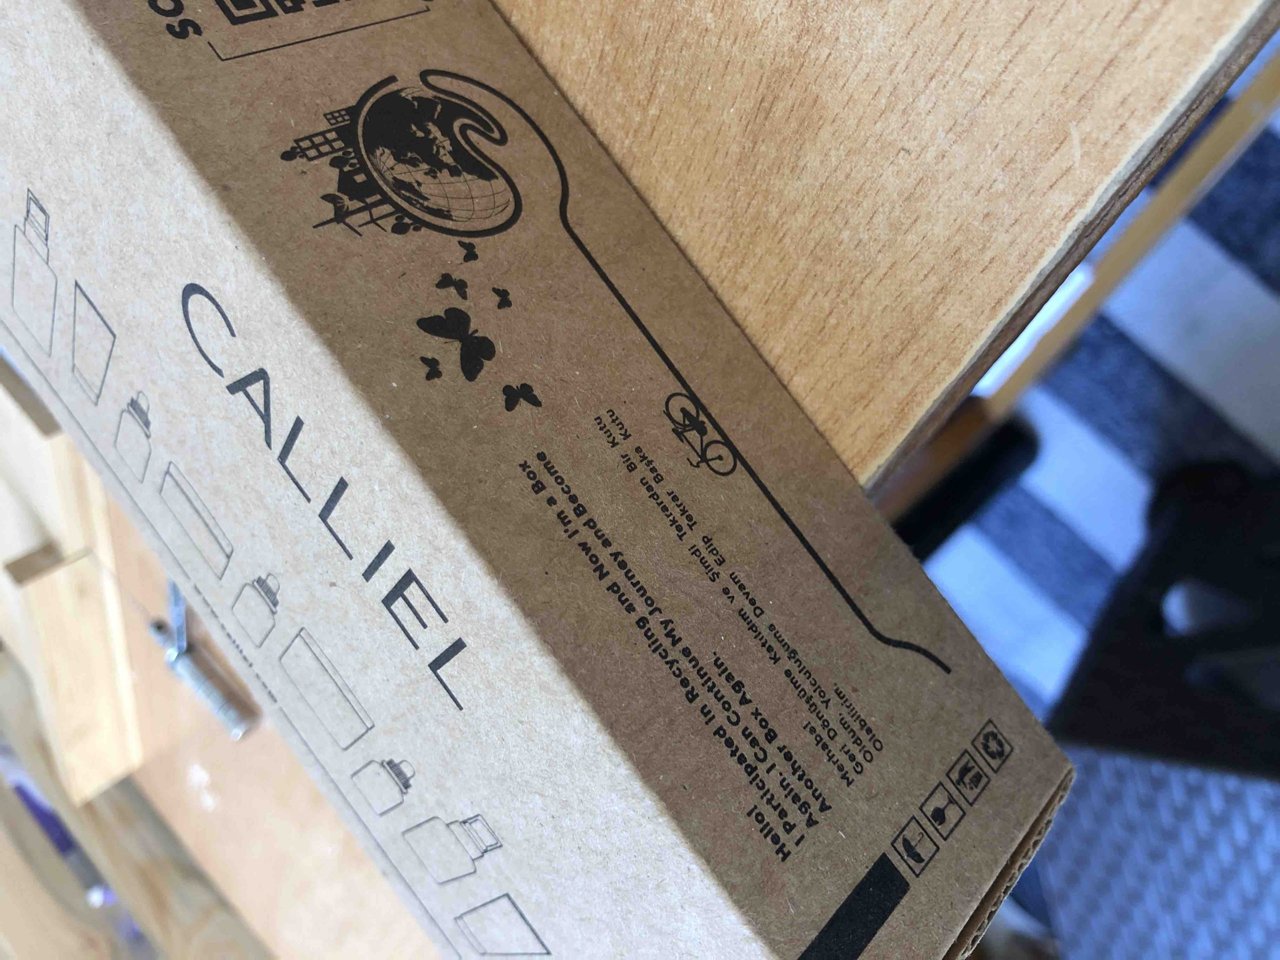 CALLIEL
Hello!
I Participated in Recycling and Now I'm a Box
Again. I Can Continue My Journey and Become
Another Box Again.
Merhaba!
Geri Dönüşüme Katıldım ve Şimdi Tekrardan Bir Kutu
Oldum. Yolculuğuma Devam Edip Tekrar Başka Kutu
Olabilirim.